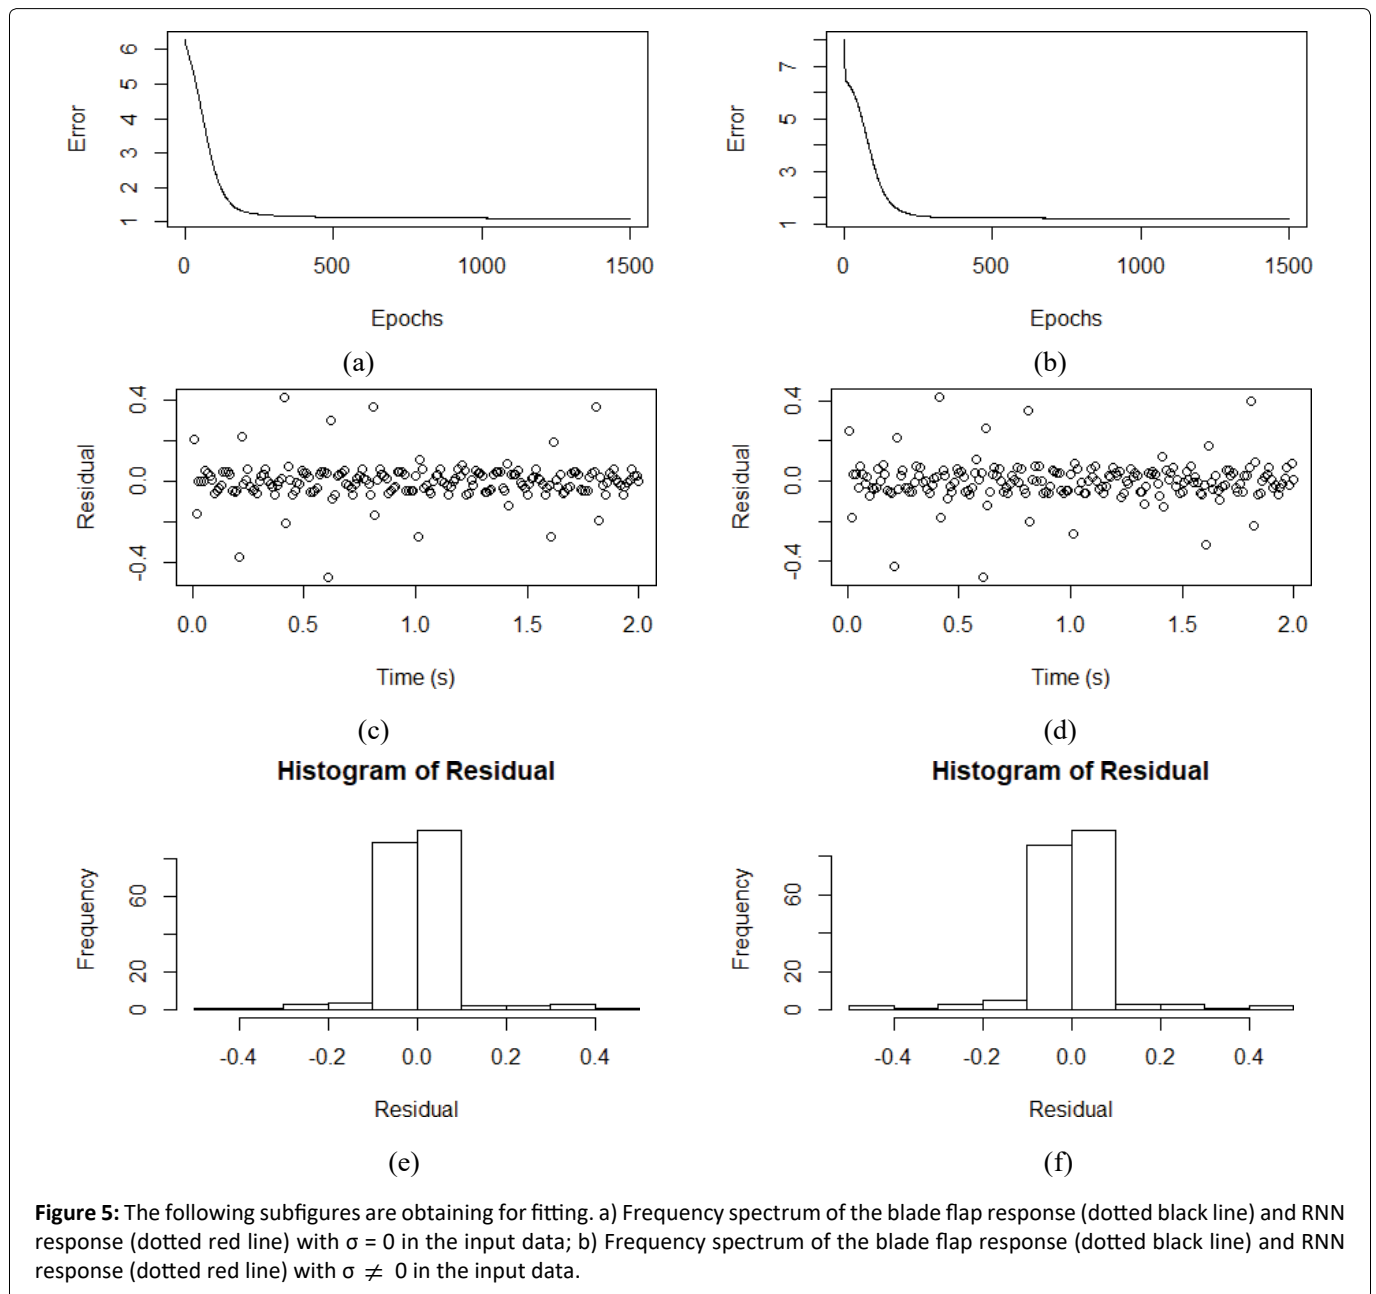 6
5
4
3
2
1
Error
0 500 1000 1500
Epochs
(a)
7
5
3
1
Error
0 500 1000 1500
Epochs
(b)
0.4
0.0
-0.4
Residual
0.0 0.5 1.0 1.5 2.0
Time (s)
(c)
0.4
0.0
-0.4
Residual
0.0 0.5 1.0 1.5 2.0
Time (s)
(d)
Histogram of Residual
60
20
0
Frequency
-0.4 -0.2 0.0 0.2 0.4
Residual
(e)
Histogram of Residual
60
20
0
Frequency
-0.4 -0.2 0.0 0.2 0.4
Residual
(f)
Figure 5: The following subfigures are obtaining for fitting. a) Frequency spectrum of the blade flap response (dotted black line) and RNN
response (dotted red line) with σ = 0 in the input data; b) Frequency spectrum of the blade flap response (dotted black line) and RNN
response (dotted red line) with σ ≠ 0 in the input data.